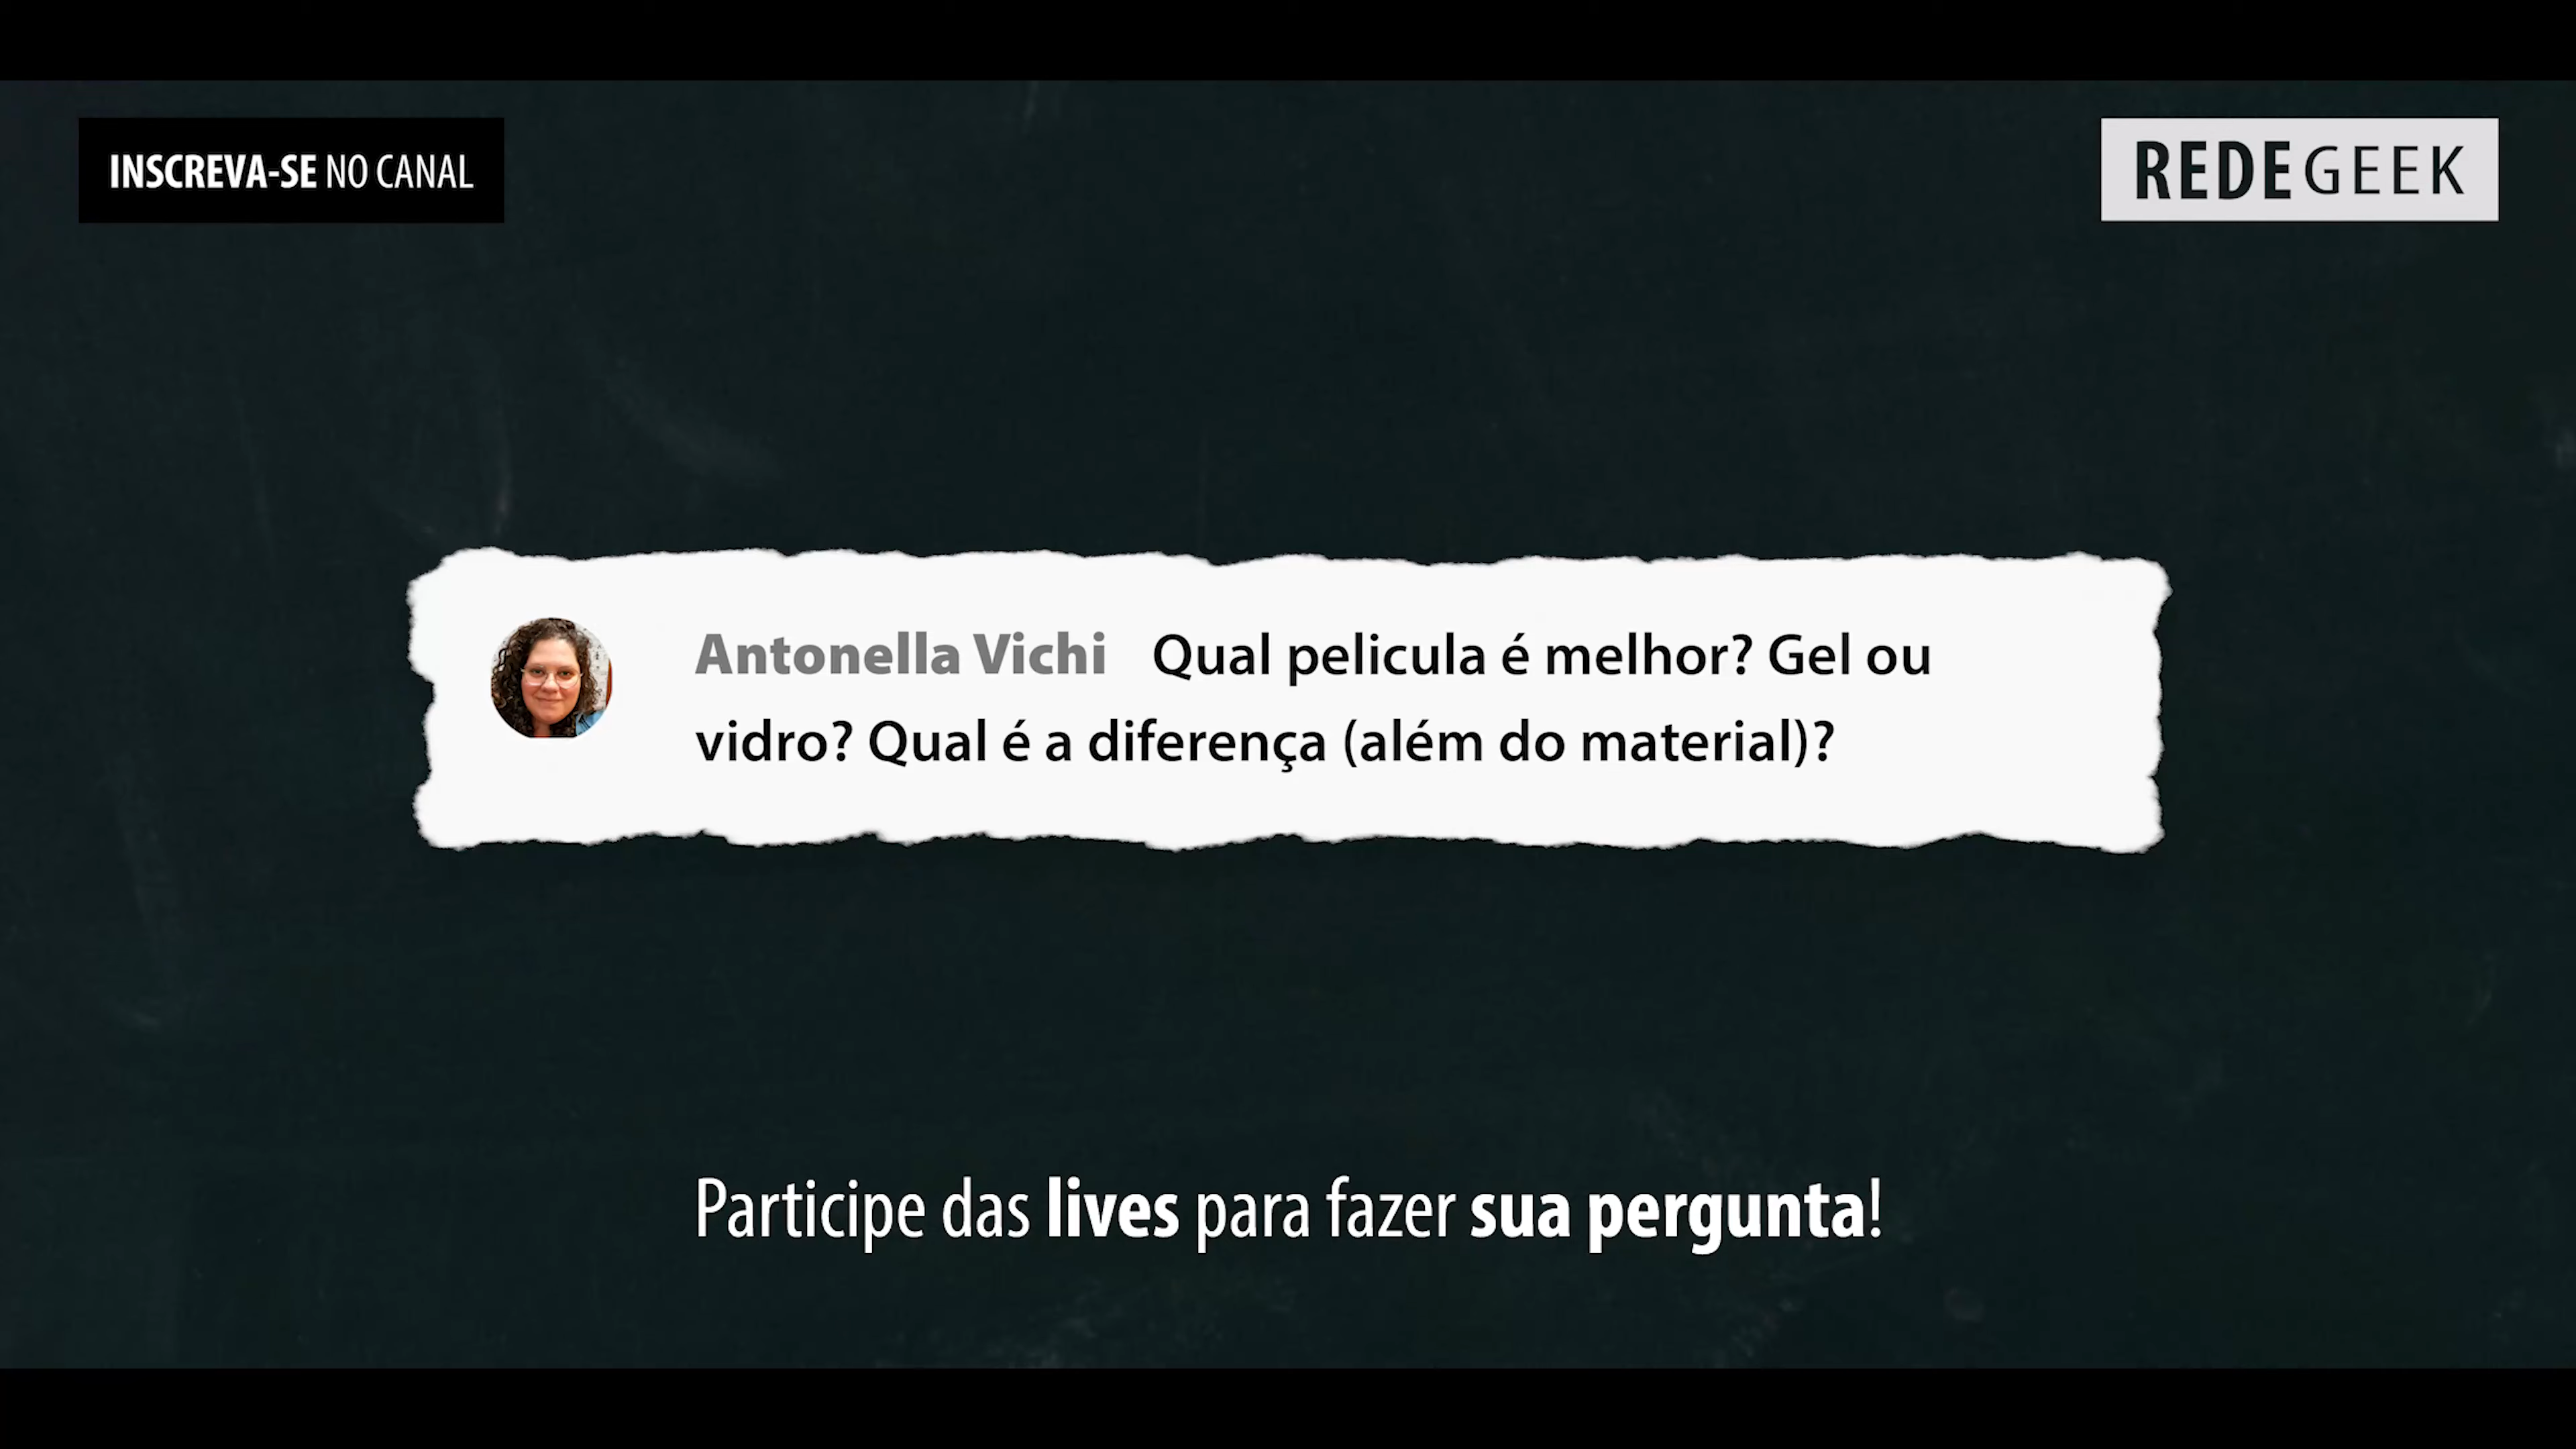 INSCREVA-SE NO CANAL
REDEGEEK
Antonella Vichi Qual pelicula é melhor? Gel ou
vidro? Qual é a diferença (além do material)?
Participe das lives para fazer sua pergunta!